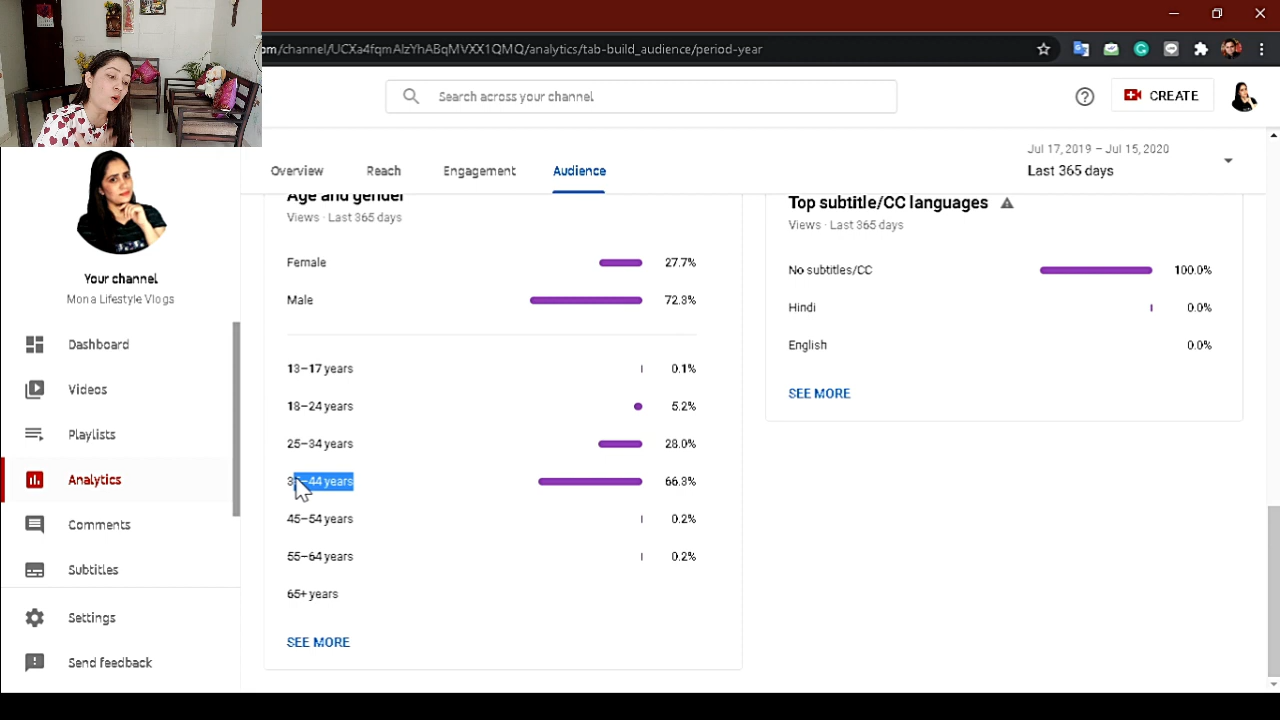 om/channel/UCXa4fqmAlzYhABqMVXX1QMQ/analytics/tab-build_audience/period-year
Search across your channel
CREATE
Overview Reach Engagement Audience
Jul 17, 2019 – Jul 15, 2020
Last 365 days
Your channel
Mona Lifestyle Vlogs
Dashboard
Videos
Playlists
Analytics
Comments
Subtitles
Settings
Send feedback
Age and gender
Views · Last 365 days
Female 27.7%
Male 72.3%
13–17 years 0.1%
18–24 years 5.2%
25–34 years 28.0%
35–44 years 66.3%
45–54 years 0.2%
55–64 years 0.2%
65+ years
SEE MORE
Top subtitle/CC languages
Views · Last 365 days
No subtitles/CC 100.0%
Hindi 0.0%
English 0.0%
SEE MORE